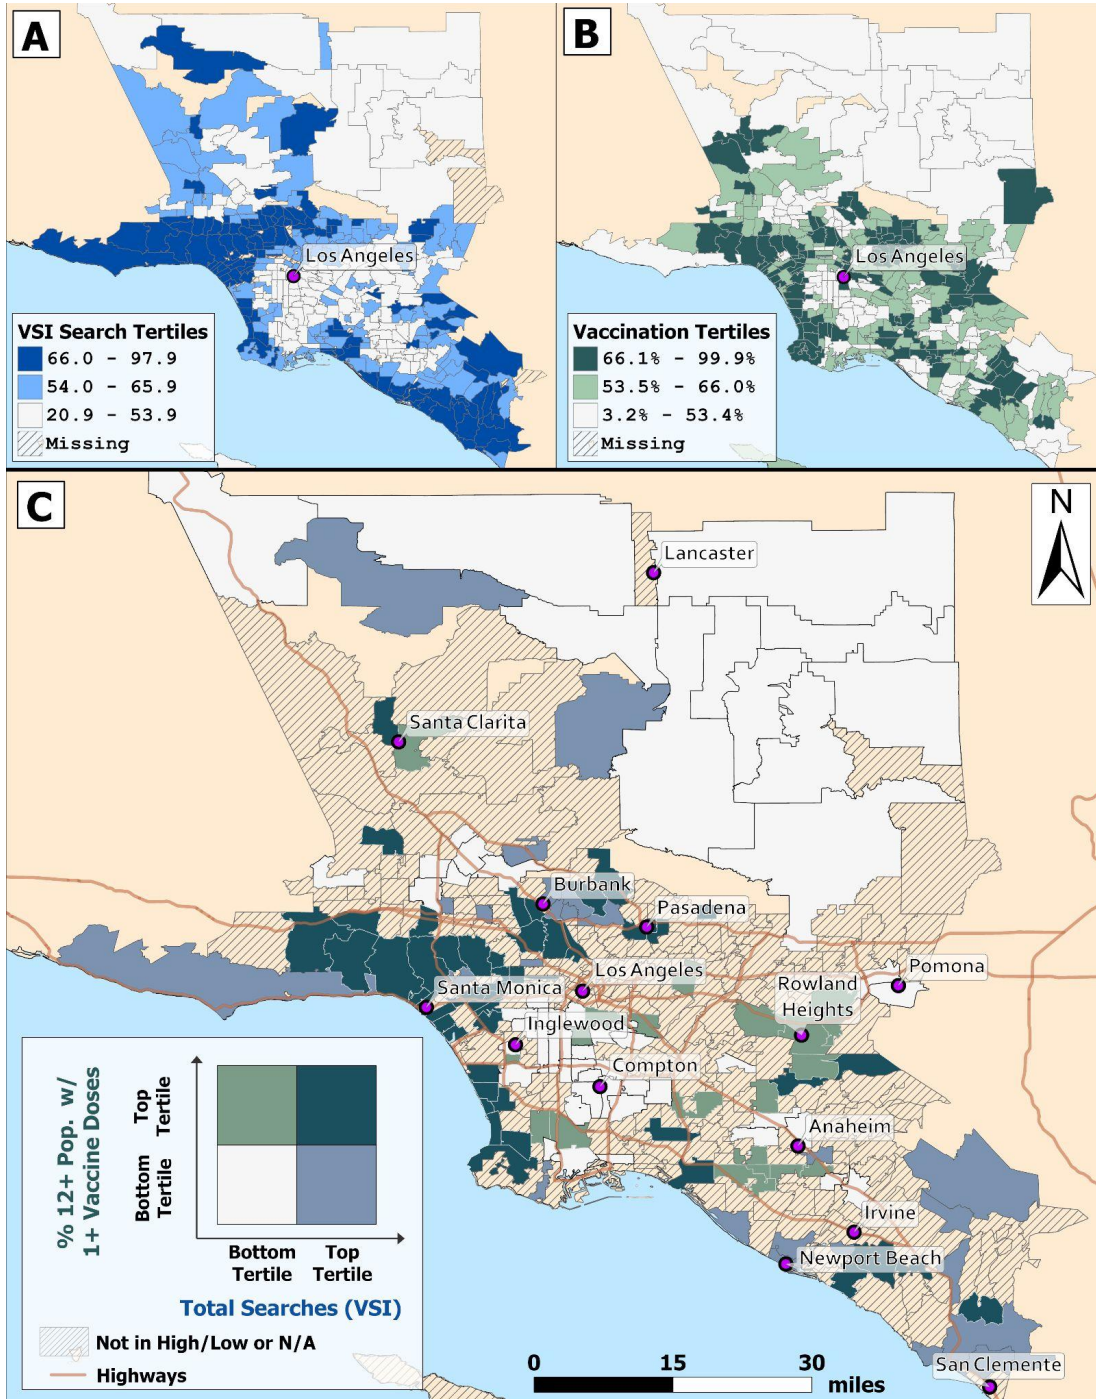 A
Los Angeles
VSI Search Tertiles
66.0 - 97.9
54.0 - 65.9
20.9 - 53.9
Missing
B
Los Angeles
Vaccination Tertiles
66.1% - 99.9%
53.5% - 66.0%
3.2% - 53.4%
Missing
C
N
Lancaster
Santa Clarita
Burbank
Pasadena
Los Angeles
Pomona
Rowland
Heights
Santa Monica
Inglewood
Compton
Anaheim
Irvine
Newport Beach
San Clemente
% 12+ Pop. w/
1+ Vaccine Doses
Top
Tertile
Bottom
Tertile
Bottom
Tertile
Top
Tertile
Total Searches (VSI)
Not in High/Low or N/A
Highways
0 15 30
miles